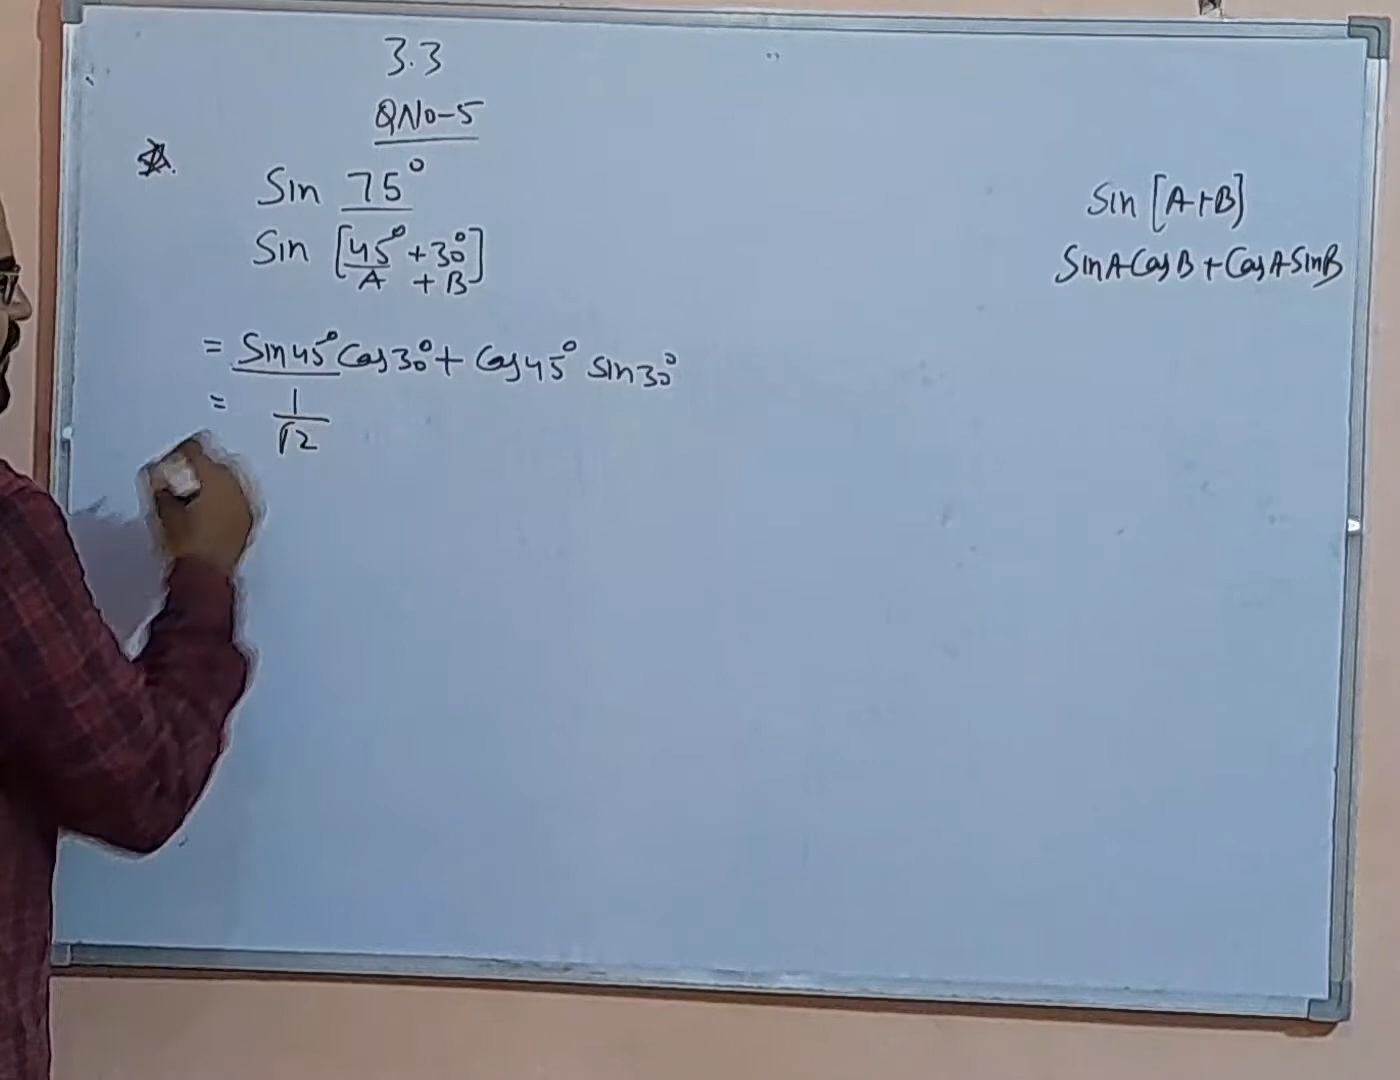 3.3
QNo-5
Sin 75°
Sin [45° + 30°]
A + B
= Sin45° Cos30° + Cos45° sin30°
= 1/√2
Sin [A+B]
SinA CosB + CosA SinB